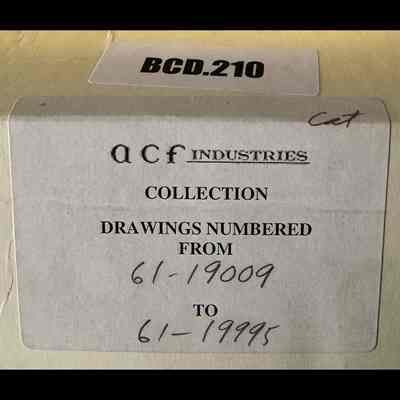 BCD.210
Cat
acf INDUSTRIES
COLLECTION
DRAWINGS NUMBERED
FROM
61-19009
TO
61-19995